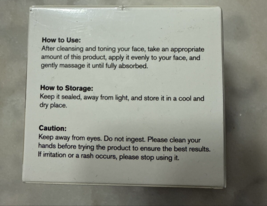 How to Use:
After cleansing and toning your face, take an appropriate
amount of this product, apply it evenly to your face, and
gently massage it until fully absorbed.
How to Storage:
Keep it sealed, away from light, and store it in a cool and
dry place.
Caution:
Keep away from eyes. Do not ingest. Please clean your
hands before trying the product to ensure the best results.
If irritation or a rash occurs, please stop using it.